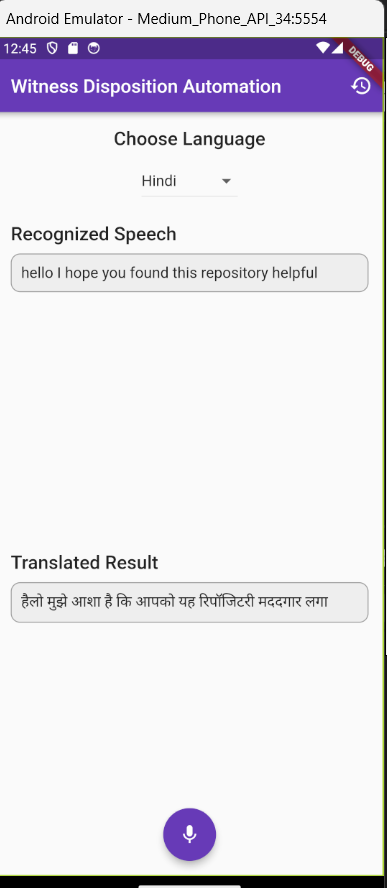 Android Emulator - Medium_Phone_API_34:5554
12:45
DEBUG
Witness Disposition Automation
Choose Language
Hindi
Recognized Speech
hello I hope you found this repository helpful
Translated Result
हैलो मुझे आशा है कि आपको यह रिपॉजिटरी मददगार लगा